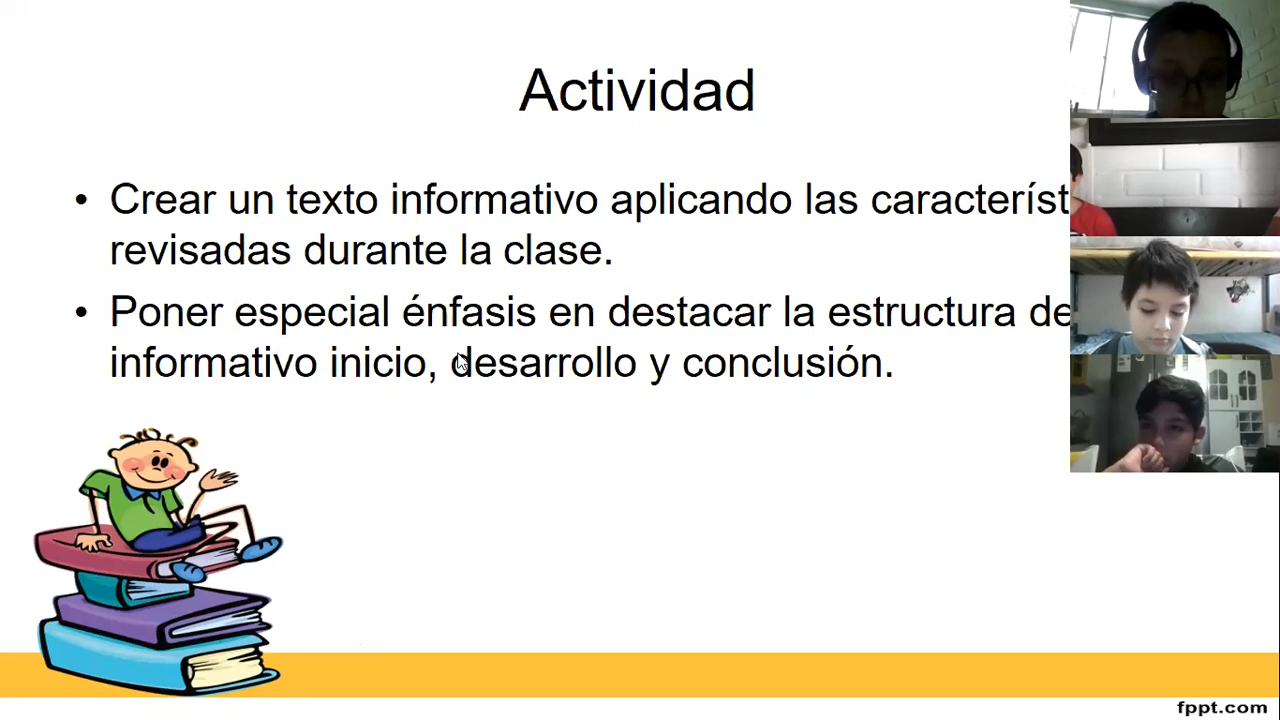 Actividad
• Crear un texto informativo aplicando las característ
revisadas durante la clase.
• Poner especial énfasis en destacar la estructura de
informativo inicio, desarrollo y conclusión.
fppt.com